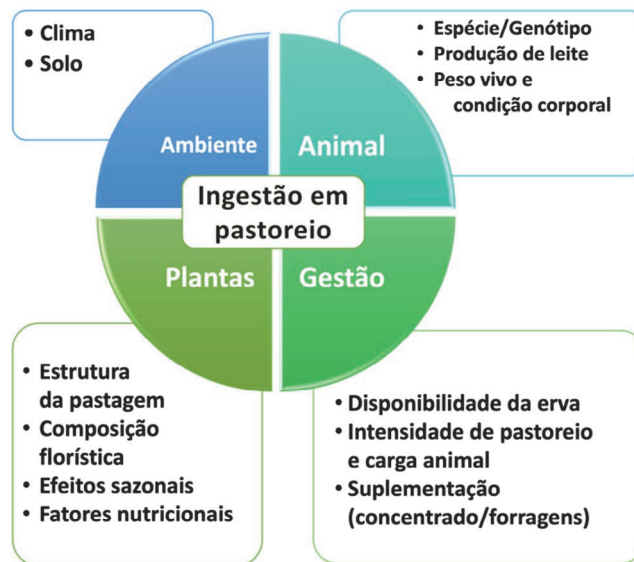 • Clima
• Solo
• Espécie/Genótipo
• Produção de leite
• Peso vivo e
condição corporal
Ambiente
Animal
Ingestão em
pastoreio
Plantas
Gestão
• Estrutura
da pastagem
• Composição
florística
• Efeitos sazonais
• Fatores nutricionais
• Disponibilidade da erva
• Intensidade de pastoreio
e carga animal
• Suplementação
(concentrado/forragens)